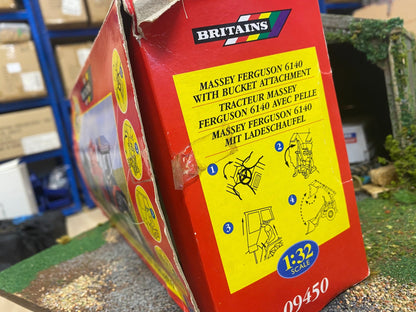 BRITAINS
MASSEY FERGUSON 6140
WITH BUCKET ATTACHMENT
TRACTEUR MASSEY
FERGUSON 6140 AVEC PELLE
MASSEY FERGUSON 6140
MIT LADESCHAUFEL
1
2
3
4
1:32
SCALE
09450